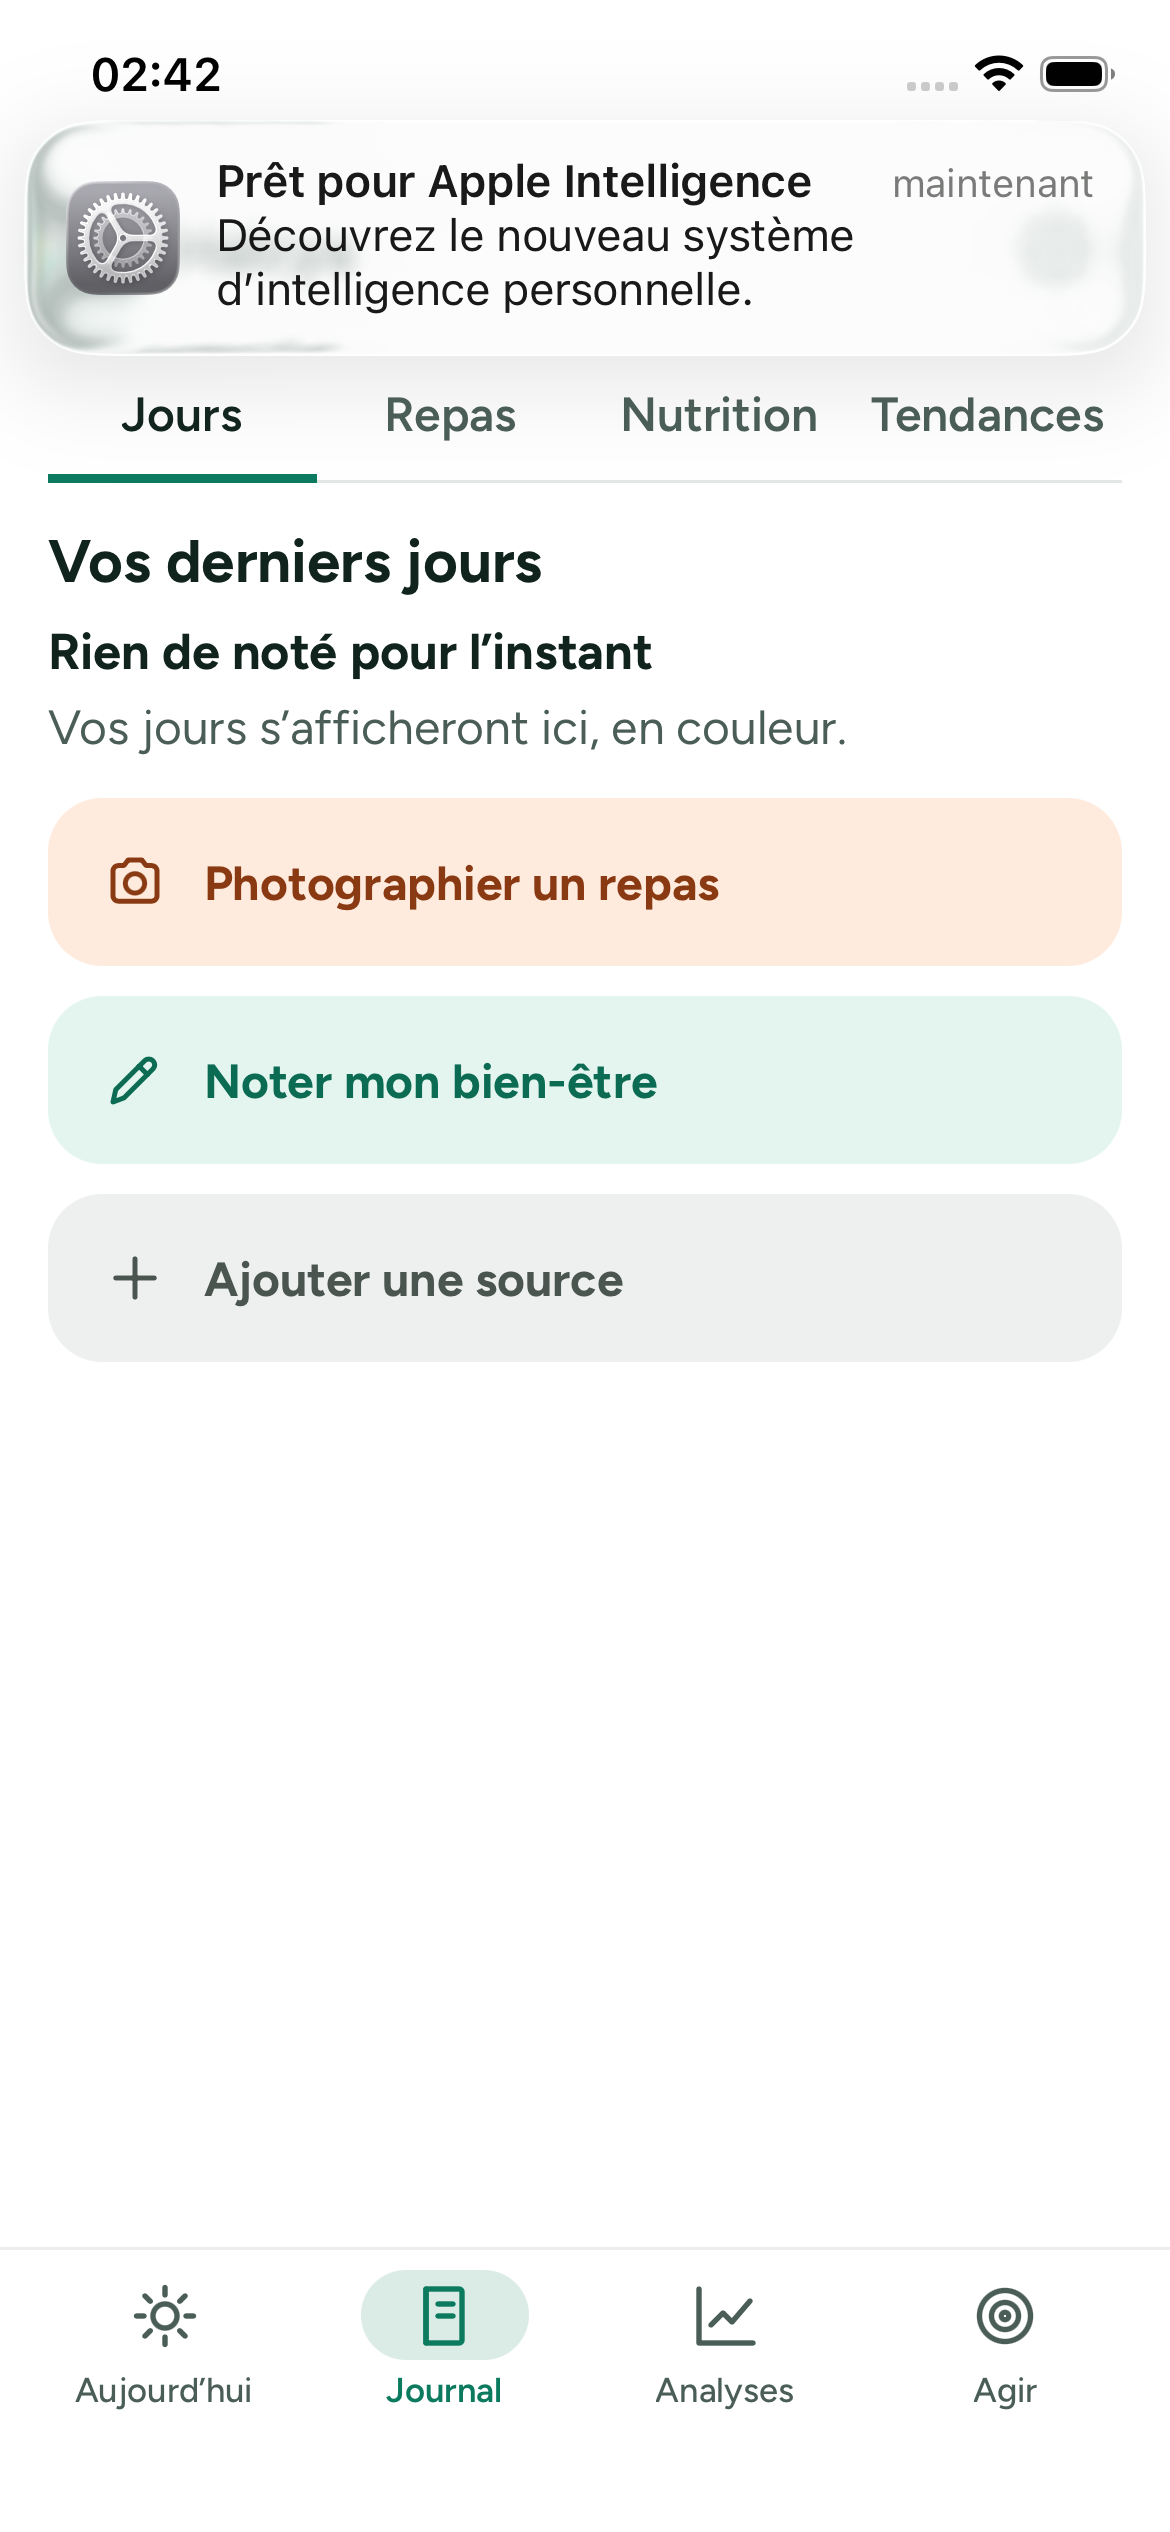 02:42
Prêt pour Apple Intelligence
maintenant
Découvrez le nouveau système
d’intelligence personnelle.
Jours
Repas
Nutrition
Tendances
Vos derniers jours
Rien de noté pour l’instant
Vos jours s’afficheront ici, en couleur.
Photographier un repas
Noter mon bien-être
Ajouter une source
Aujourd’hui
Journal
Analyses
Agir